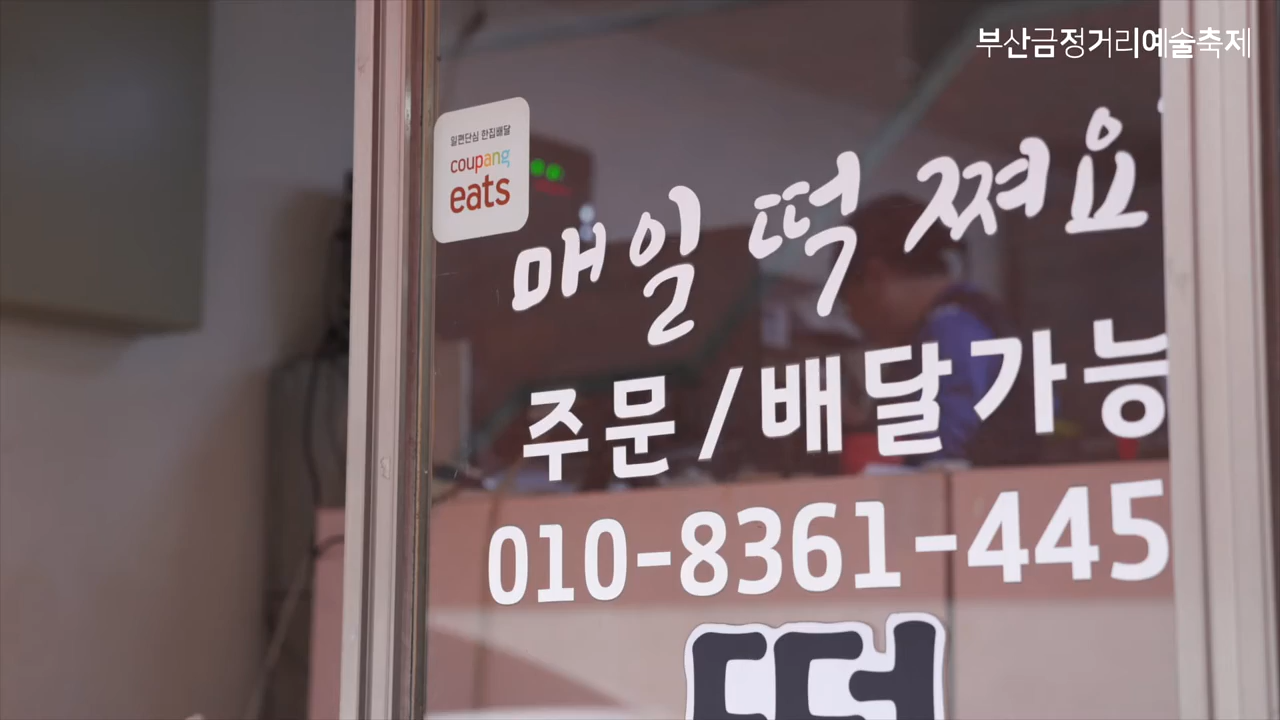 부산금정거리예술축제
일편단심 한집배달
coupang
eats
매일 떡 쪄요
주문/배달가능
010-8361-445
떡